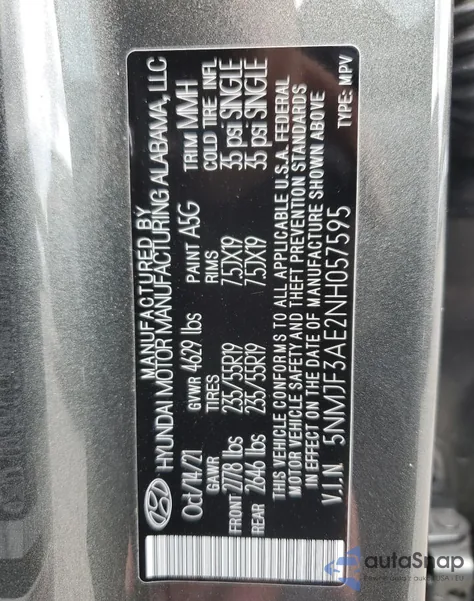 MANUFACTURED BY
HYUNDAI MOTOR MANUFACTURING ALABAMA, LLC
Oct/14/21 GVWR 4629 lbs PAINT A5G TRIM MMH
GAWR TIRES RIMS COLD TIRE INFL
FRONT 2778 lbs 235/55R19 7.5JX19 35 psi SINGLE
REAR 2646 lbs 235/55R19 7.5JX19 35 psi SINGLE
THIS VEHICLE CONFORMS TO ALL APPLICABLE U.S.A. FEDERAL
MOTOR VEHICLE SAFETY AND THEFT PREVENTION STANDARDS
IN EFFECT ON THE DATE OF MANUFACTURE SHOWN ABOVE
V.I.N 5NMJF3AE2NH057595 TYPE: MPV
autaSnap